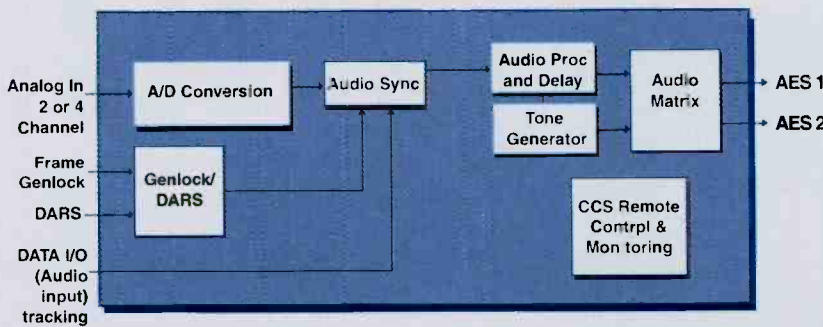 Analog In
2 or 4
Channel
A/D Conversion
Audio Sync
Audio Proc
and Delay
Audio
Matrix
AES 1
AES 2
Tone
Generator
Frame
Genlock
Genlock/
DARS
DARS
CCS Remote
Contrpl &
Mon toring
DATA I/O
(Audio
input)
tracking